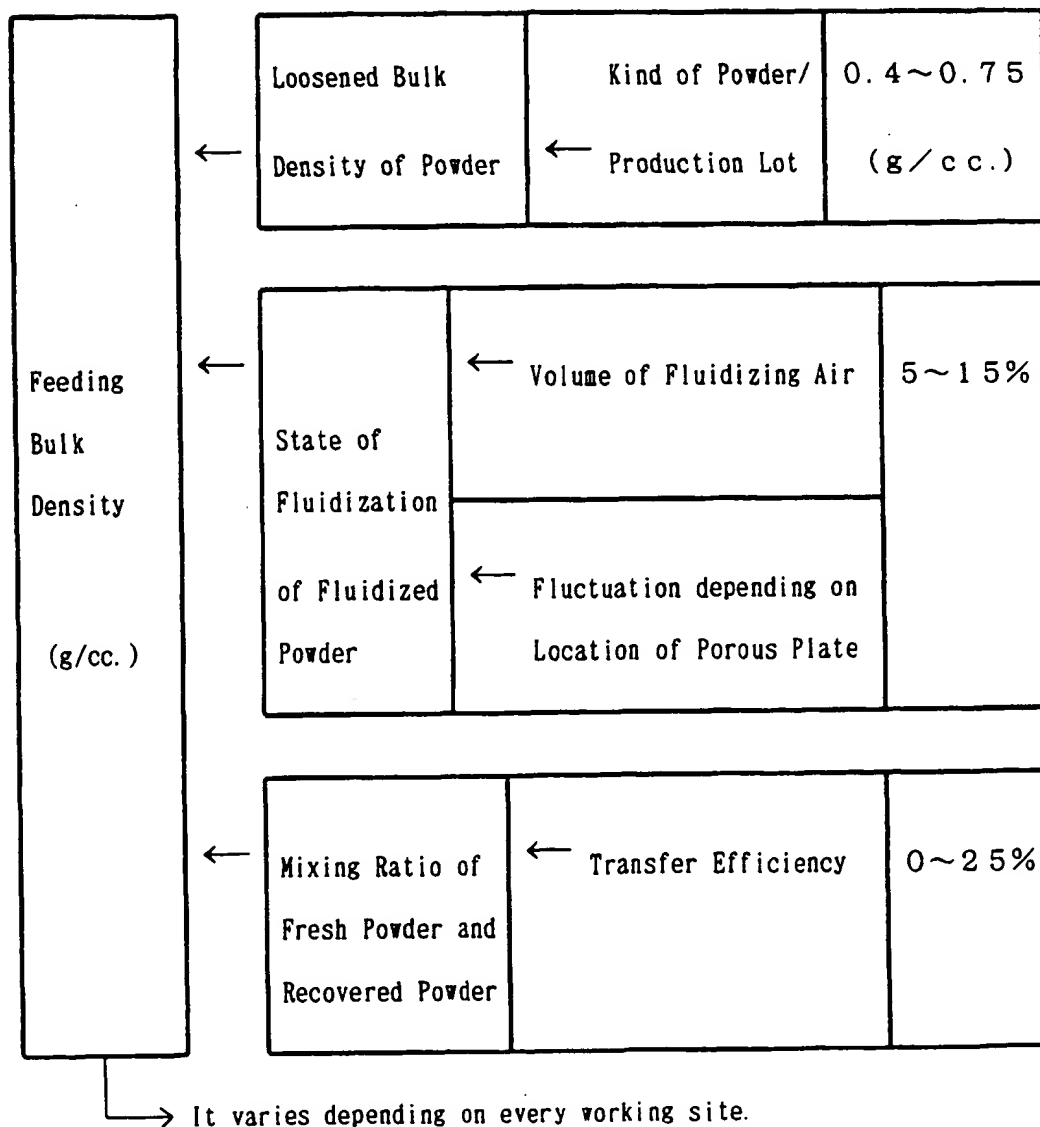 Feeding
Bulk
Density
(g/cc.)
Loosened Bulk
Density of Powder
← Kind of Powder/
Production Lot
0.4～0.75
(g/cc.)
State of
Fluidization
of Fluidized
Powder
← Volume of Fluidizing Air
← Fluctuation depending on
Location of Porous Plate
5～15%
Mixing Ratio of
Fresh Powder and
Recovered Powder
← Transfer Efficiency
0～25%
It varies depending on every working site.